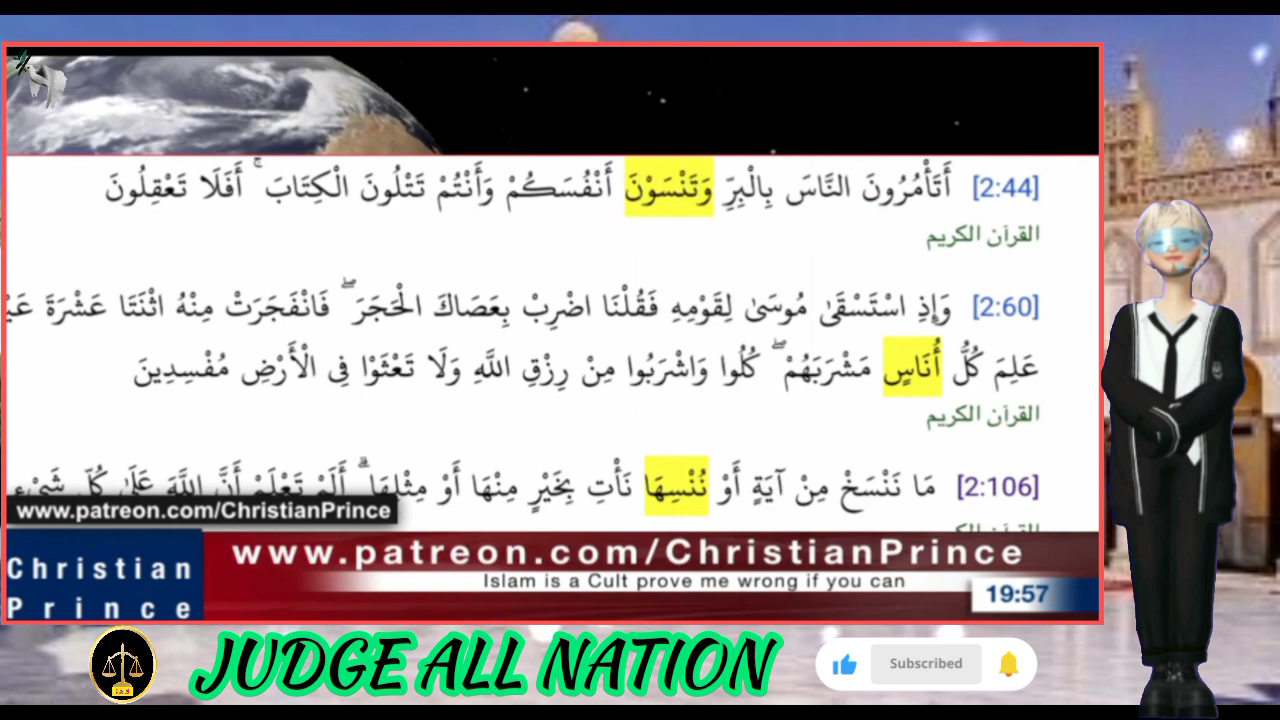 [2:44] أَتَأْمُرُونَ النَّاسَ بِالْبِرِّ وَتَنْسَوْنَ أَنْفُسَكُمْ وَأَنْتُمْ تَتْلُونَ الْكِتَابَ ۚ أَفَلَا تَعْقِلُونَ
القرآن الكريم
[2:60] وَإِذِ اسْتَسْقَىٰ مُوسَىٰ لِقَوْمِهِ فَقُلْنَا اضْرِبْ بِعَصَاكَ الْحَجَرَ ۖ فَانْفَجَرَتْ مِنْهُ اثْنَتَا عَشْرَةَ
عَلِمَ كُلُّ أُنَاسٍ مَشْرَبَهُمْ ۖ كُلُوا وَاشْرَبُوا مِنْ رِزْقِ اللَّهِ وَلَا تَعْثَوْا فِي الْأَرْضِ مُفْسِدِينَ
القرآن الكريم
[2:106] مَا نَنْسَخْ مِنْ آيَةٍ أَوْ نُنْسِهَا نَأْتِ بِخَيْرٍ مِنْهَا أَوْ مِثْلِهَا ۗ أَلَمْ تَعْلَمْ أَنَّ اللَّهَ عَلَىٰ كُلِّ شَيْءٍ
www.patreon.com/ChristianPrince
www.patreon.com/ChristianPrince
Islam is a Cult prove me wrong if you can
Christian
Prince
19:57
JUDGE ALL NATION
Subscribed